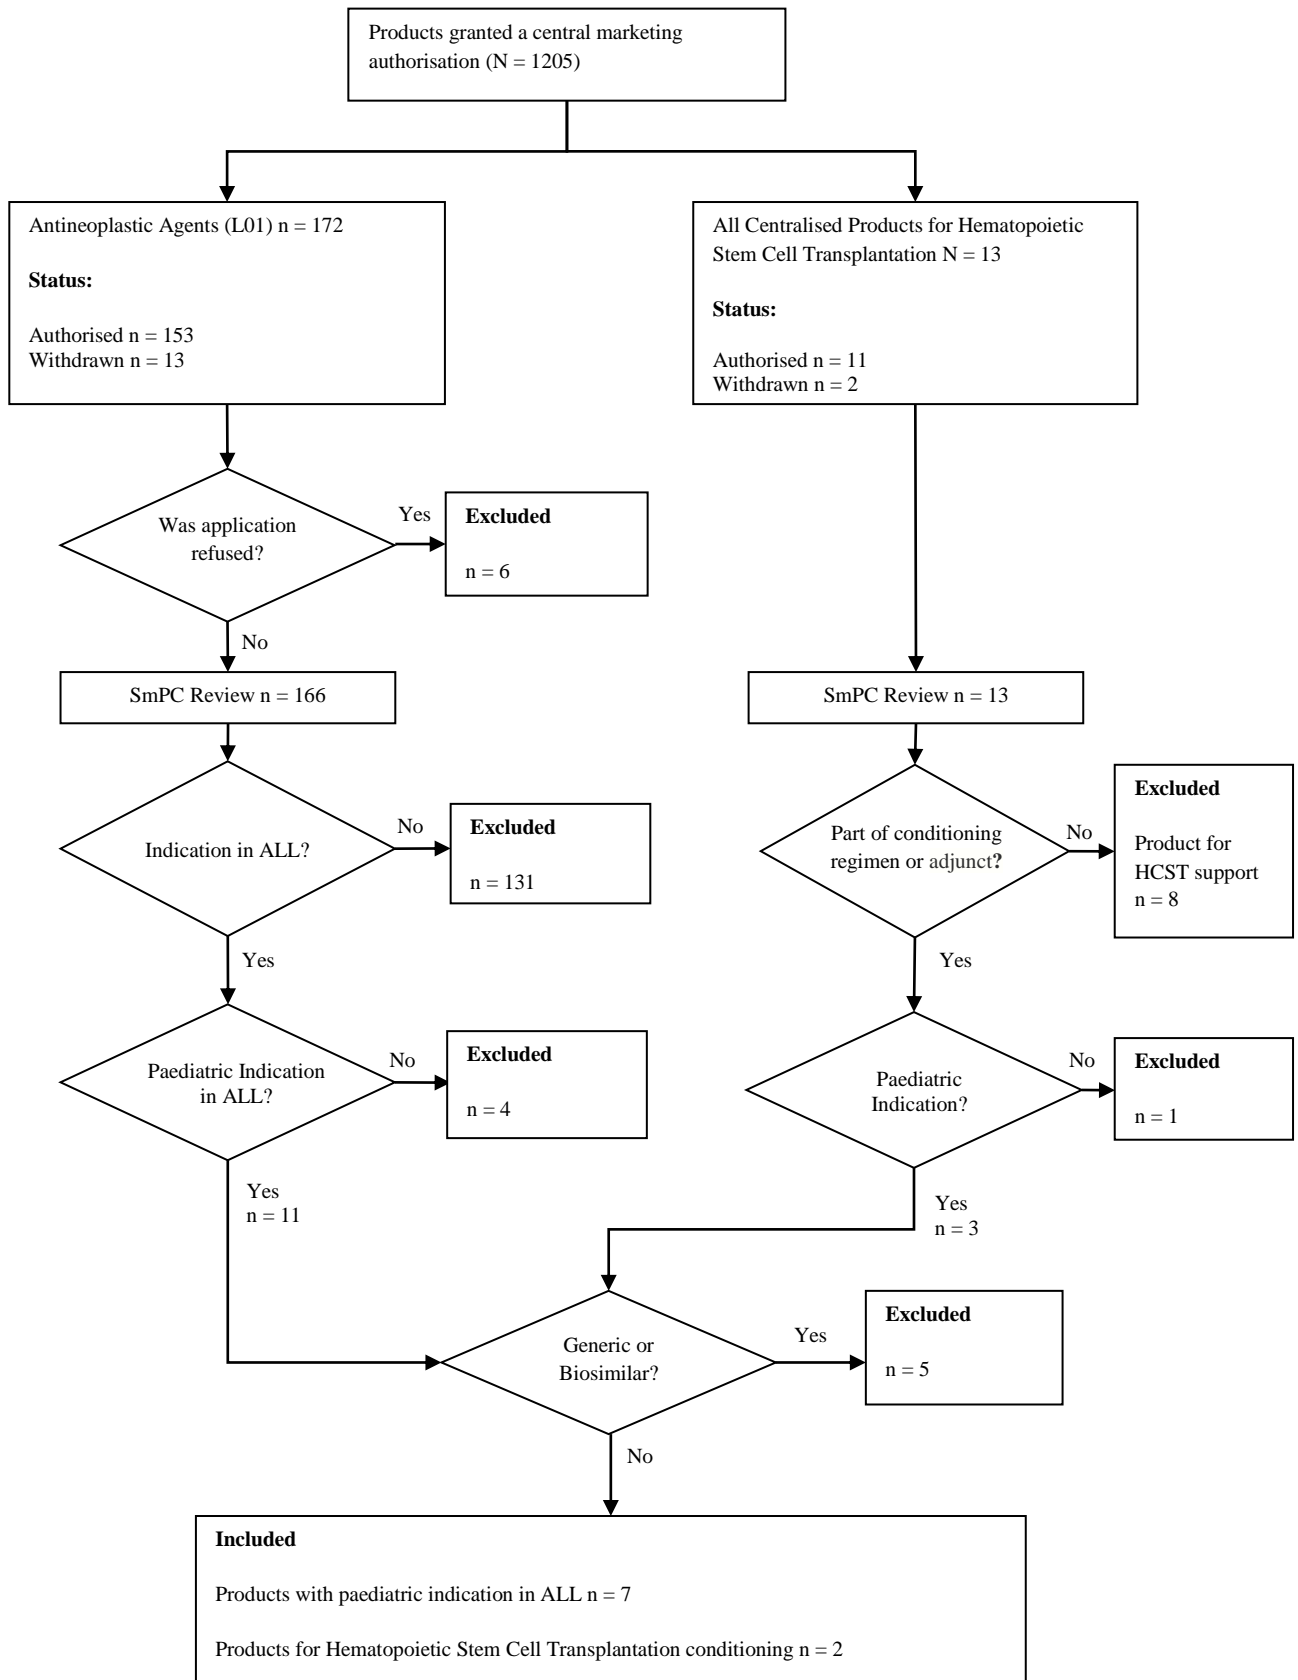 Products granted a central marketing
authorisation (N = 1205)
Antineoplastic Agents (L01) n = 172
Status:
Authorised n = 153
Withdrawn n = 13
All Centralised Products for Hematopoietic
Stem Cell Transplantation N = 13
Status:
Authorised n = 11
Withdrawn n = 2
Was application
refused?
Yes
Excluded
n = 6
No
SmPC Review n = 166
SmPC Review n = 13
Indication in ALL?
No
Excluded
n = 131
Part of conditioning
regimen or adjunct?
No
Excluded
Product for
HCST support
n = 8
Yes
Yes
Paediatric Indication
in ALL?
No
Excluded
n = 4
Paediatric
Indication?
No
Excluded
n = 1
Yes
n = 11
Yes
n = 3
Generic or
Biosimilar?
Yes
Excluded
n = 5
No
Included
Products with paediatric indication in ALL n = 7
Products for Hematopoietic Stem Cell Transplantation conditioning n = 2